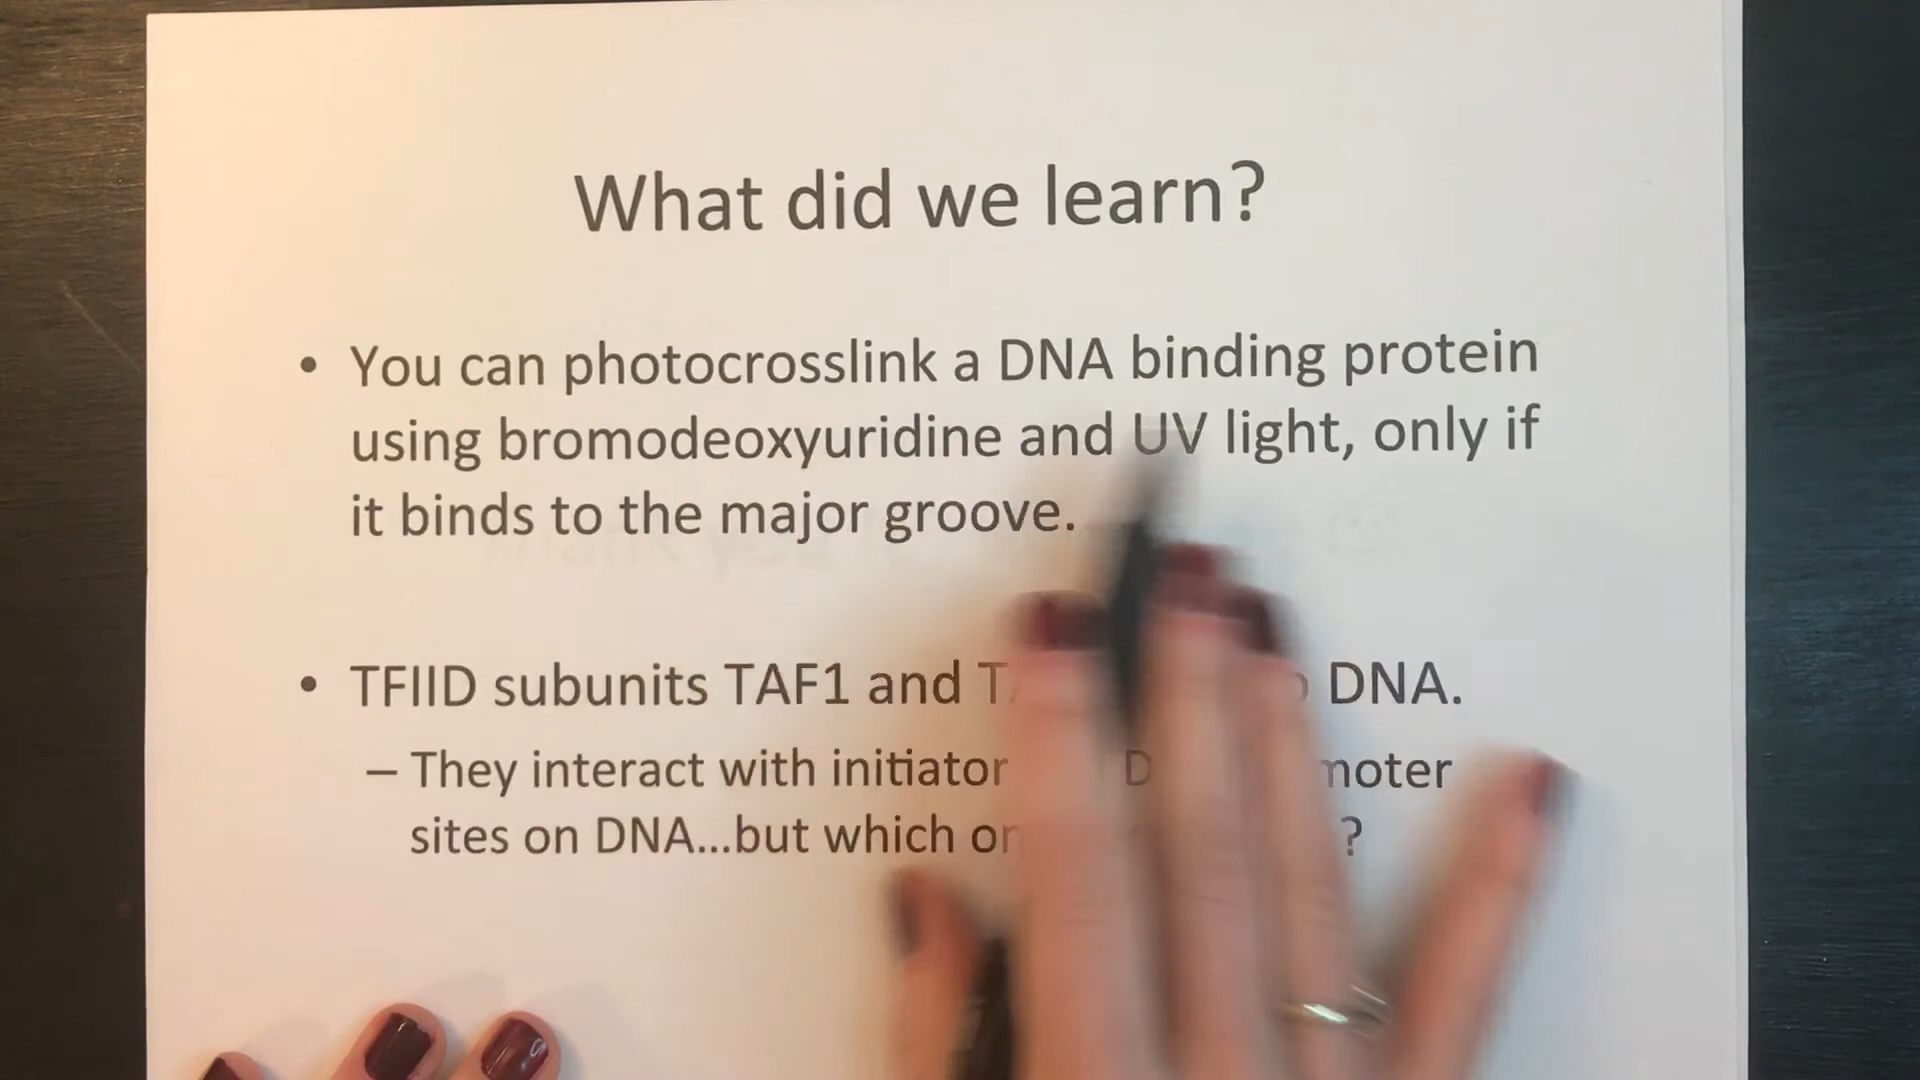 What did we learn?
• You can photocrosslink a DNA binding protein
using bromodeoxyuridine and UV light, only if
it binds to the major groove.
• TFIID subunits TAF1 and DNA.
– They interact with initiator
sites on DNA...but which ?